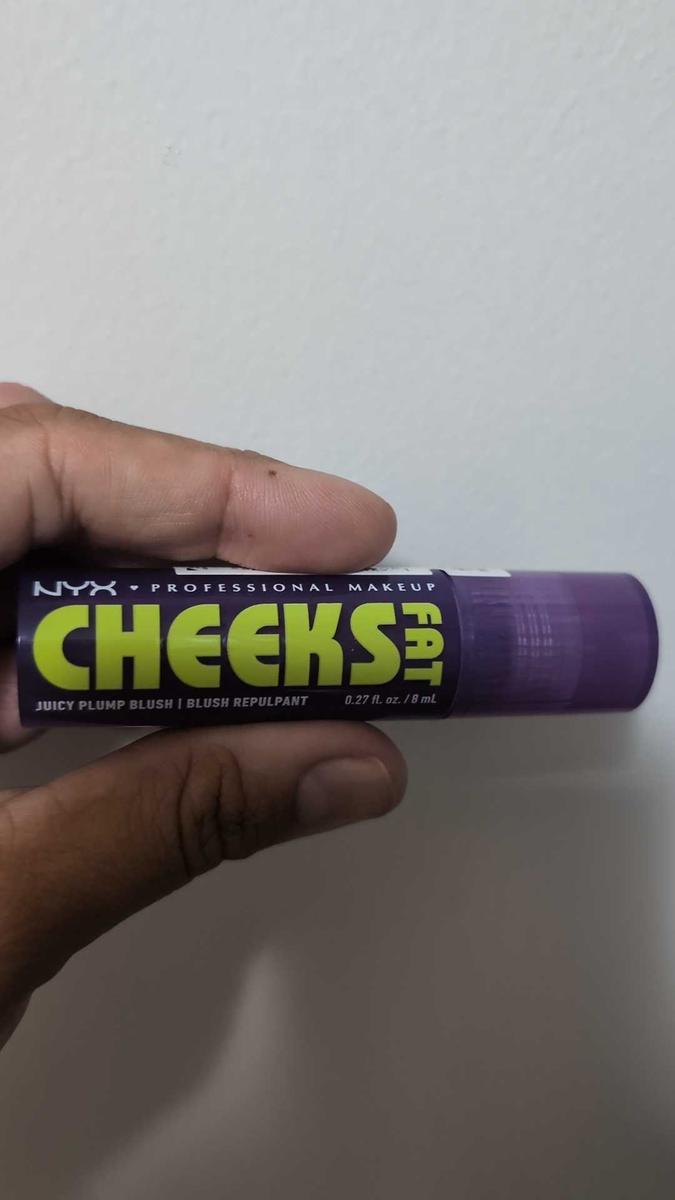 NYX ♥ PROFESSIONAL MAKEUP
CHEEKS
FAT
JUICY PLUMP BLUSH | BLUSH REPULPANT 0.27 fl. oz. / 8 mL